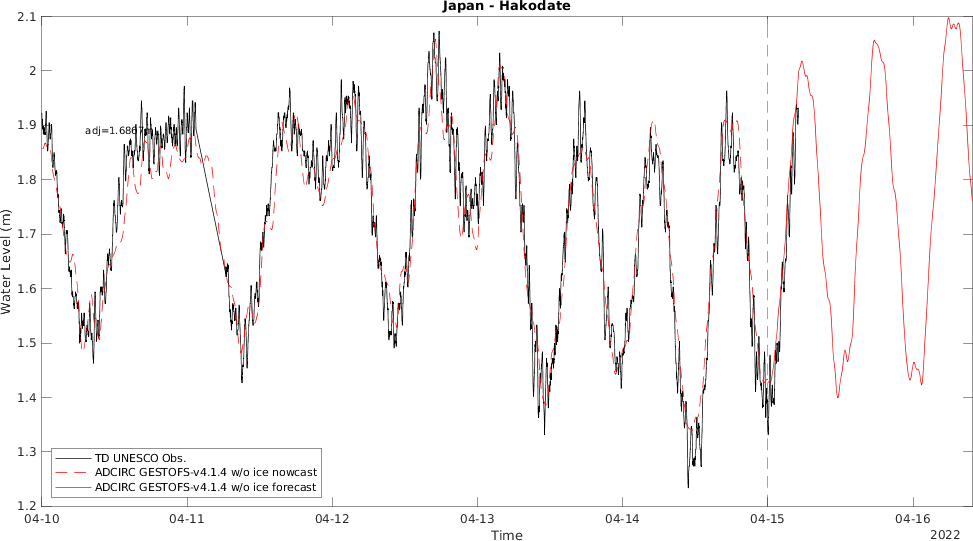 Japan - Hakodate
2.1
2
1.9
1.8
1.7
1.6
1.5
1.4
1.3
1.2
Water Level (m)
adj=1.6867m
TD UNESCO Obs.
ADCIRC GESTOFS-v4.1.4 w/o ice nowcast
ADCIRC GESTOFS-v4.1.4 w/o ice forecast
04-10 04-11 04-12 04-13 04-14 04-15 04-16
Time
2022